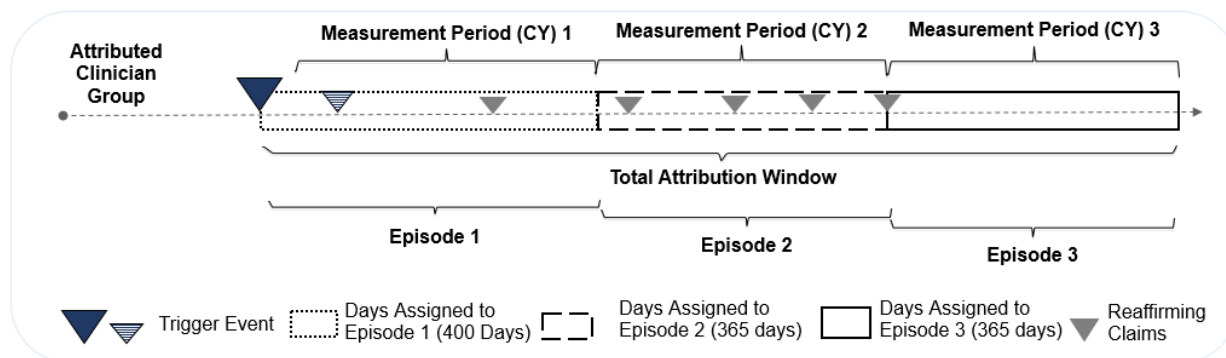 Measurement Period (CY) 1
Measurement Period (CY) 2
Measurement Period (CY) 3
Attributed
Clinician
Group
Total Attribution Window
Episode 1
Episode 2
Episode 3
Trigger Event
Days Assigned to
Episode 1 (400 Days)
Days Assigned to
Episode 2 (365 days)
Days Assigned to
Episode 3 (365 days)
Reaffirming
Claims